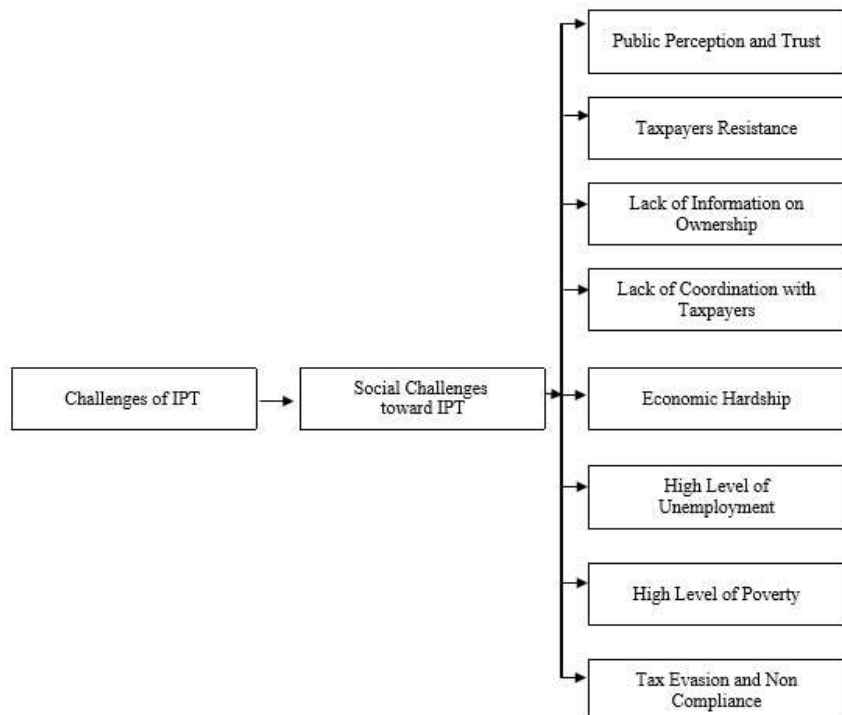 Public Perception and Trust
Taxpayers Resistance
Lack of Information on
Ownership
Lack of Coordination with
Taxpayers
Challenges of IPT
Social Challenges
toward IPT
Economic Hardship
High Level of
Unemployment
High Level of Poverty
Tax Evasion and Non
Compliance